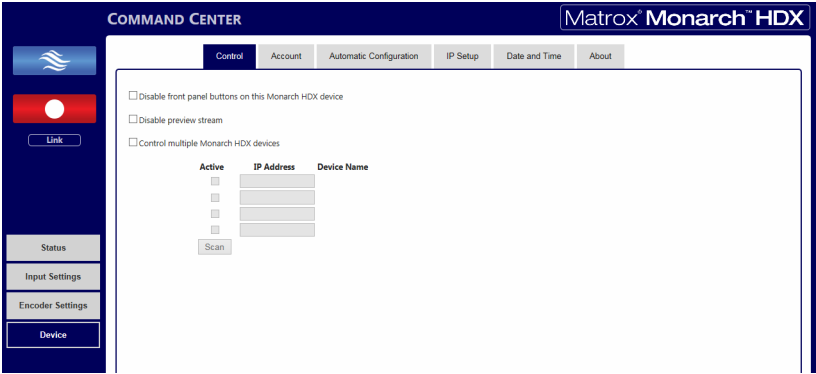 COMMAND CENTER
Matrox® Monarch™ HDX
Control Account Automatic Configuration IP Setup Date and Time About
Disable front panel buttons on this Monarch HDX device
Disable preview stream
Link
Control multiple Monarch HDX devices
Active IP Address Device Name
Scan
Status
Input Settings
Encoder Settings
Device